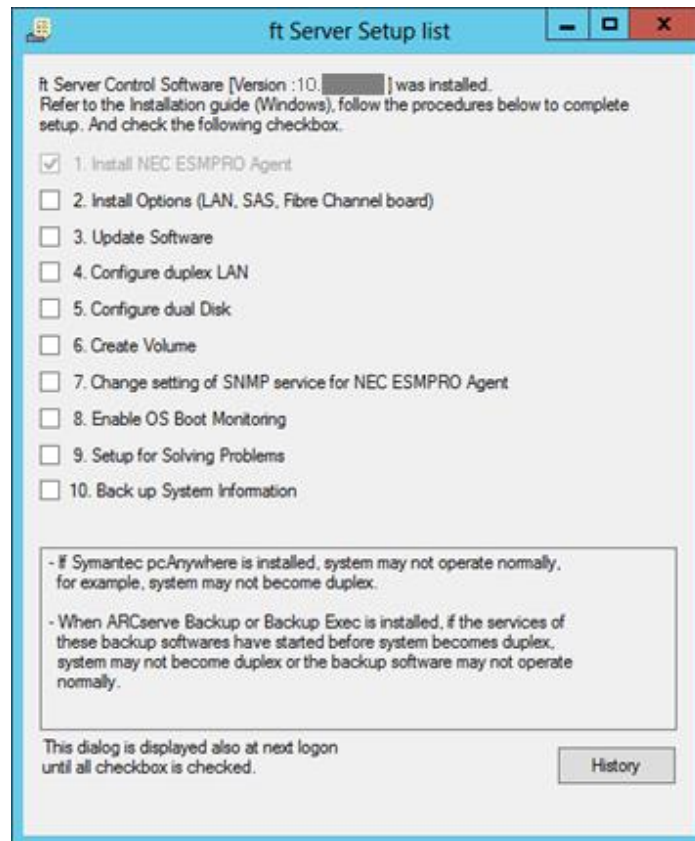 ft Server Setup list
ft Server Control Software [Version :10. ] was installed.
Refer to the Installation guide (Windows), follow the procedures below to complete
setup. And check the following checkbox.
1. Install NEC ESMPRO Agent
2. Install Options (LAN, SAS, Fibre Channel board)
3. Update Software
4. Configure duplex LAN
5. Configure dual Disk
6. Create Volume
7. Change setting of SNMP service for NEC ESMPRO Agent
8. Enable OS Boot Monitoring
9. Setup for Solving Problems
10. Back up System Information
- If Symantec pcAnywhere is installed, system may not operate normally,
for example, system may not become duplex.
- When ARCserve Backup or Backup Exec is installed, if the services of
these backup softwares have started before system becomes duplex,
system may not become duplex or the backup software may not operate
normally.
This dialog is displayed also at next logon
until all checkbox is checked.
History